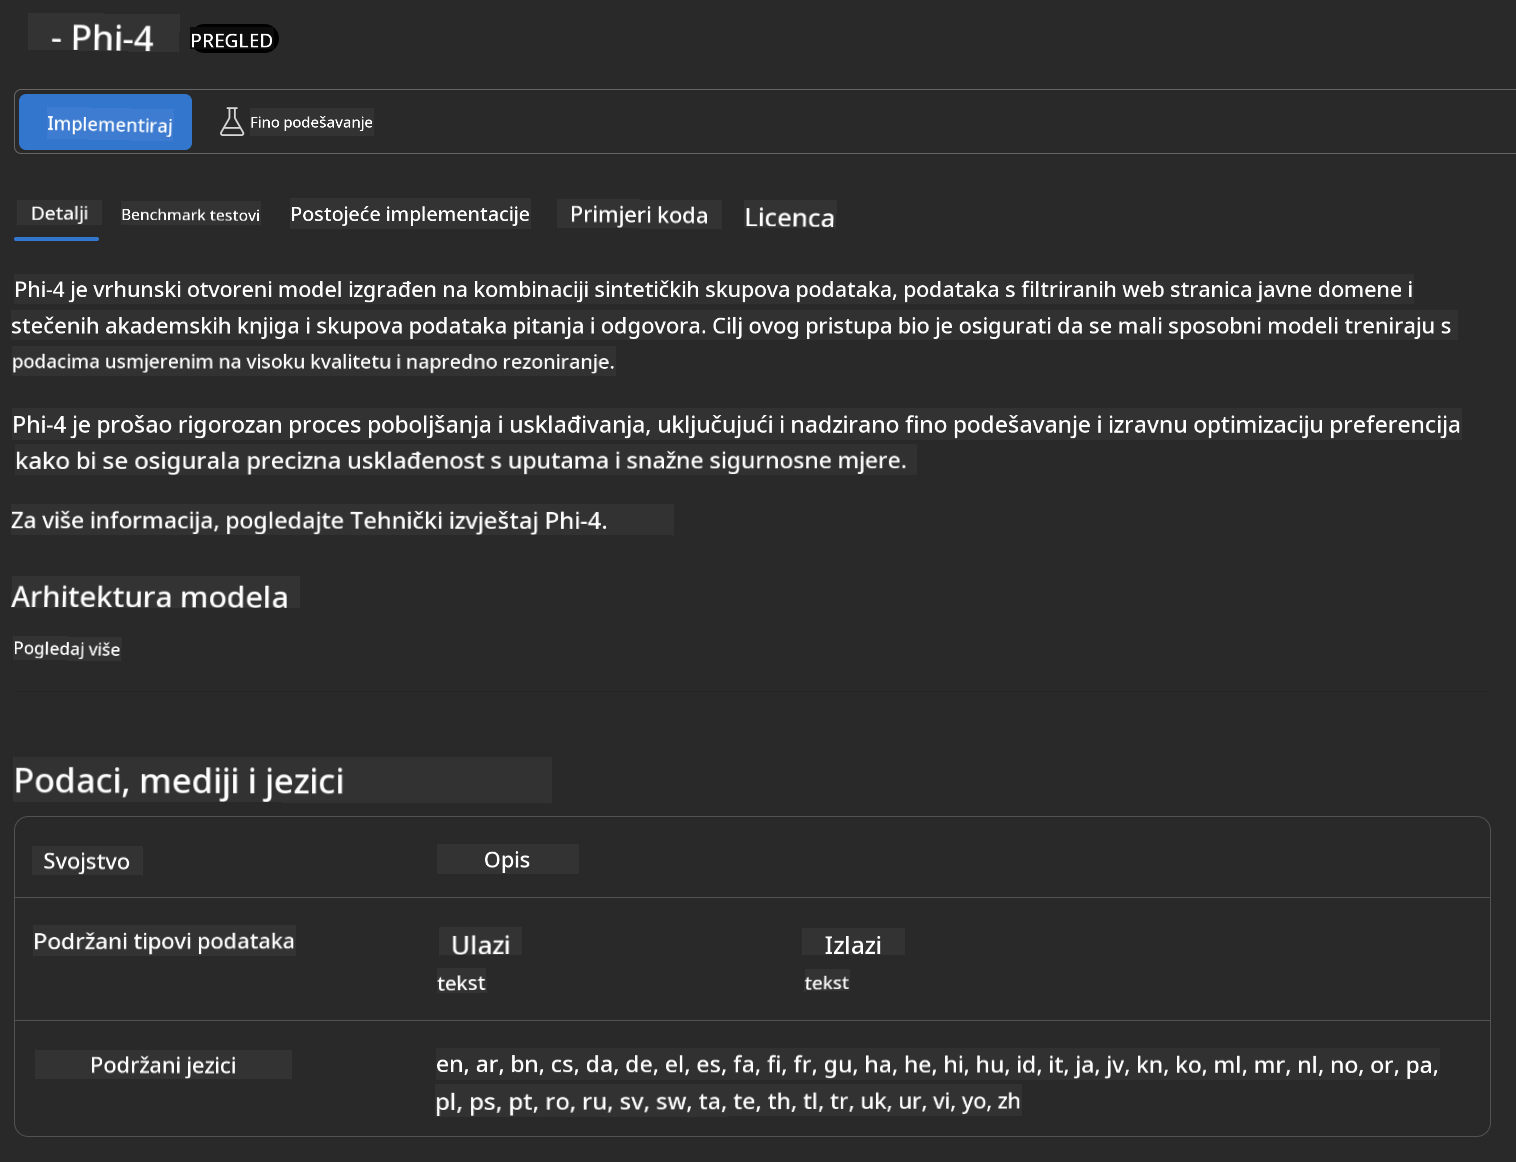 - Phi-4 PREGLED
Implementiraj Fino podešavanje
Detalji Benchmark testovi Postojeće implementacije Primjeri koda Licenca
Phi-4 je vrhunski otvoreni model izgrađen na kombinaciji sintetičkih skupova podataka, podataka s filtriranih web stranica javne domene i
stečenih akademskih knjiga i skupova podataka pitanja i odgovora. Cilj ovog pristupa bio je osigurati da se mali sposobni modeli treniraju s
podacima usmjerenim na visoku kvalitetu i napredno rezoniranje.
Phi-4 je prošao rigorozan proces poboljšanja i usklađivanja, uključujući i nadzirano fino podešavanje i izravnu optimizaciju preferencija
kako bi se osigurala precizna usklađenost s uputama i snažne sigurnosne mjere.
Za više informacija, pogledajte Tehnički izvještaj Phi-4.
Arhitektura modela
Pogledaj više
Podaci, mediji i jezici
Svojstvo Opis
Podržani tipovi podataka Ulazi Izlazi
tekst tekst
Podržani jezici en, ar, bn, cs, da, de, el, es, fa, fi, fr, gu, ha, he, hi, hu, id, it, ja, jv, kn, ko, ml, mr, nl, no, or, pa,
pl, ps, pt, ro, ru, sv, sw, ta, te, th, tl, tr, uk, ur, vi, yo, zh